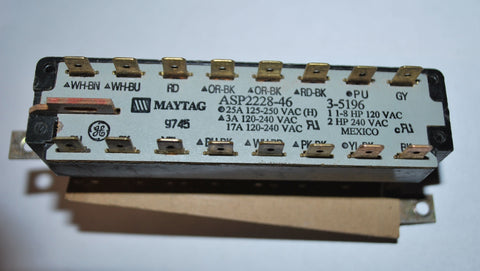 ▲WH-BN ▲WH-BU RD ▲OR-BK ▲OR-BK ▲RD-BK ●PU GY
MAYTAG
ASP2228-46
3-5196
⊙25A 125-250 VAC (H)
▲3A 120-240 VAC
17A 120-240 VAC
1 1-8 HP 120 VAC
2 HP 240 VAC
MEXICO
9745
GE